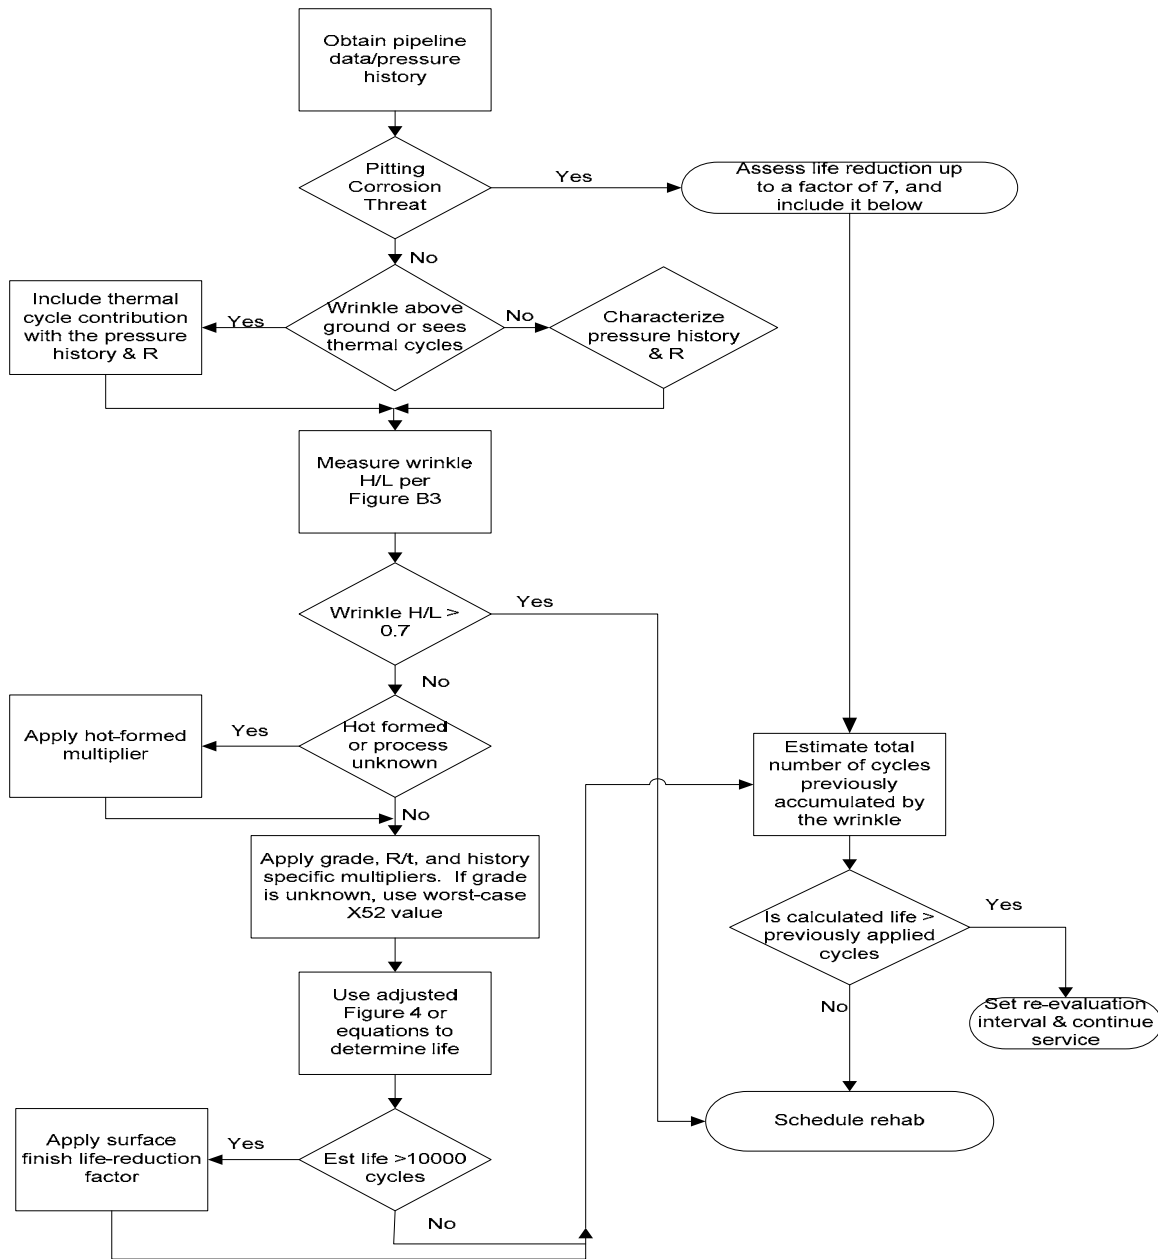 Obtain pipeline
data/pressure
history
Pitting
Corrosion
Threat
Yes
Assess life reduction up
to a factor of 7, and
include it below
No
Include thermal
cycle contribution
with the pressure
history & R
Yes
Wrinkle above
ground or sees
thermal cycles
No
Characterize
pressure history
& R
Measure wrinkle
H/L per
Figure B3
Wrinkle H/L >
0.7
Yes
No
Apply hot-formed
multiplier
Yes
Hot formed
or process
unknown
No
Estimate total
number of cycles
previously
accumulated by
the wrinkle
Apply grade, R/t, and history
specific multipliers.  If grade
is unknown, use worst-case
X52 value
Is calculated life >
previously applied
cycles
Yes
No
Set re-evaluation
interval & continue
service
Use adjusted
Figure 4 or
equations to
determine life
Schedule rehab
Apply surface
finish life-reduction
factor
Yes
Est life >10000
cycles
No